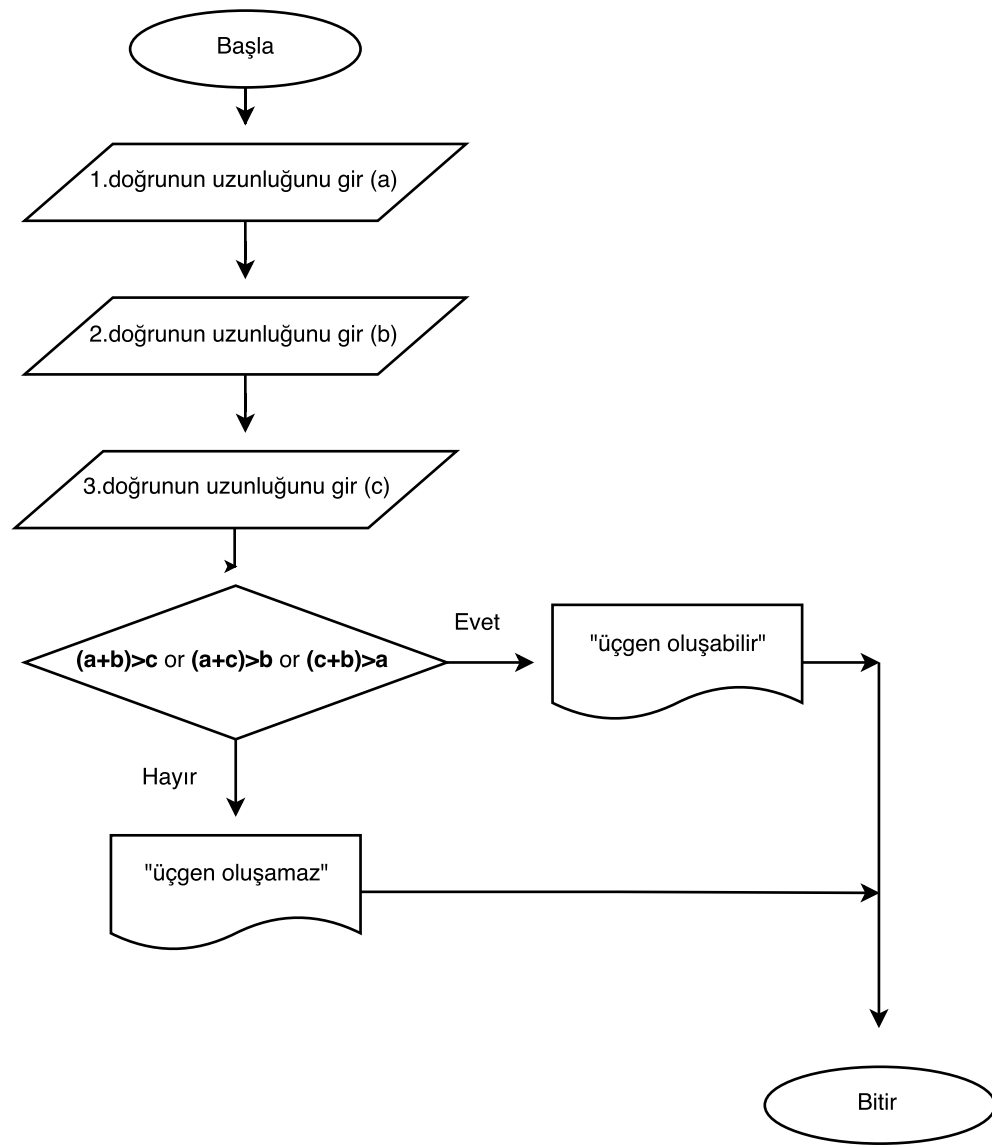 Başla
1.doğrunun uzunluğunu gir (a)
2.doğrunun uzunluğunu gir (b)
3.doğrunun uzunluğunu gir (c)
(a+b)>c or (a+c)>b or (c+b)>a
Evet
"üçgen oluşabilir"
Hayır
"üçgen oluşamaz"
Bitir